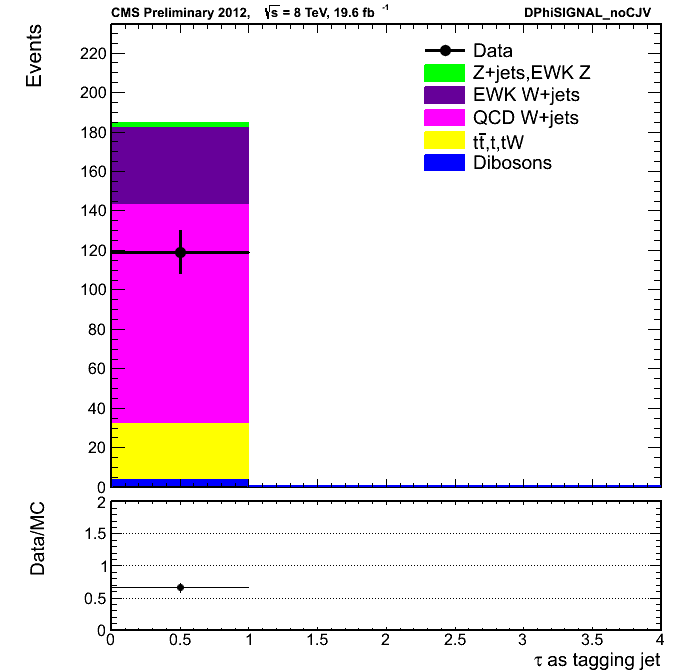 CMS Preliminary 2012, √s = 8 TeV, 19.6 fb⁻¹ DPhiSIGNAL_noCJV
Events
220
200
180
160
140
120
100
80
60
40
20
0
Data
Z+jets,EWK Z
EWK W+jets
QCD W+jets
tt̄,t,tW
Dibosons
Data/MC
2
1.5
1
0.5
0
0 0.5 1 1.5 2 2.5 3 3.5 4
τ as tagging jet